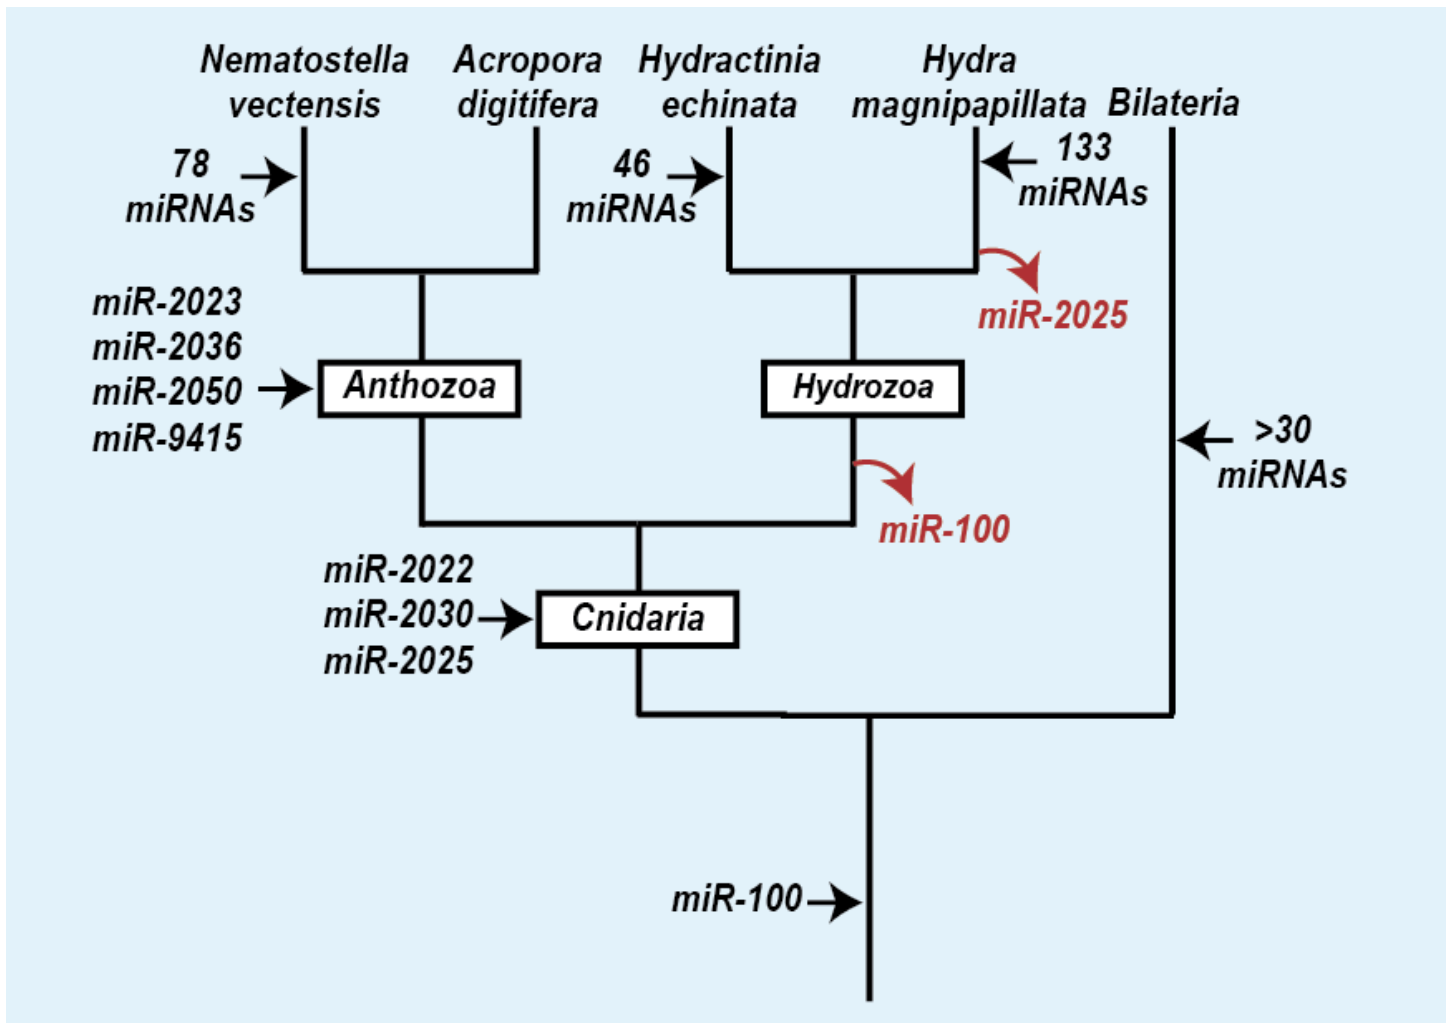 Nematostella
vectensis
Acropora
digitifera
Hydractinia
echinata
Hydra
magnipapillata
Bilateria
78
miRNAs
46
miRNAs
133
miRNAs
miR-2025
miR-2023
miR-2036
miR-2050
miR-9415
Anthozoa
Hydrozoa
>30
miRNAs
miR-100
miR-2022
miR-2030
miR-2025
Cnidaria
miR-100